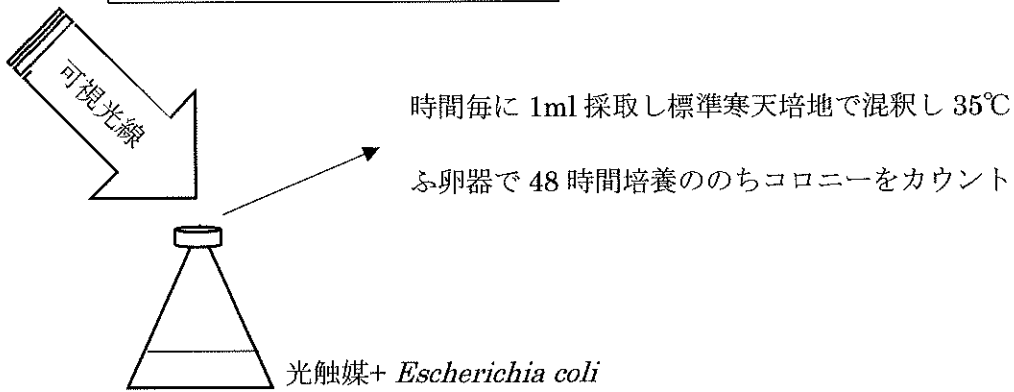 可視光線
時間毎に 1ml 採取し標準寒天培地で混釈し 35℃
ふ卵器で 48 時間培養ののちコロニーをカウント
光触媒+ Escherichia coli